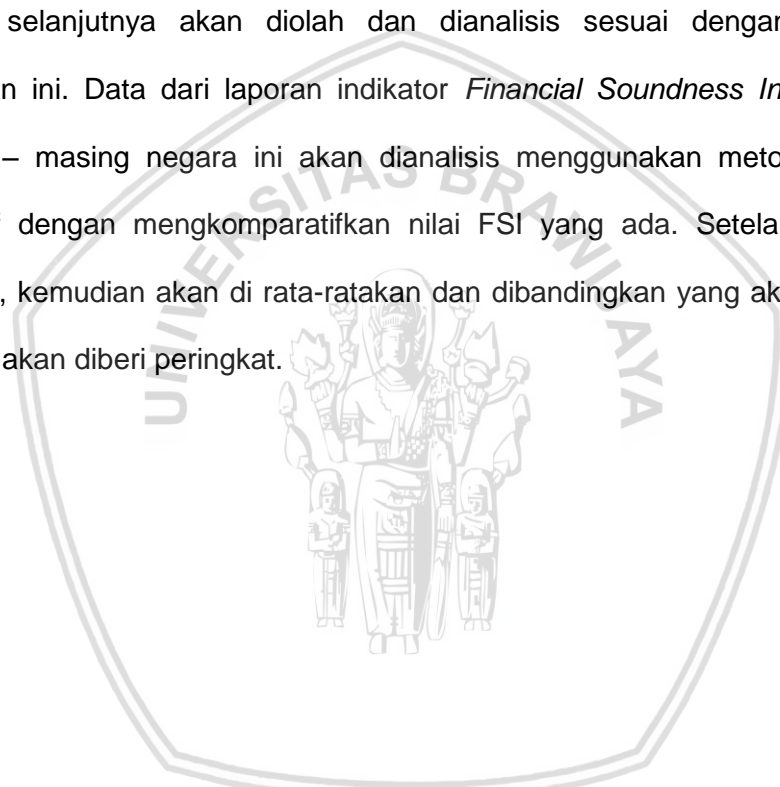 selanjutnya akan diolah dan dianalisis sesuai dengan
n ini. Data dari laporan indikator Financial Soundness In
– masing negara ini akan dianalisis menggunakan meto
dengan mengkomparatifkan nilai FSI yang ada. Setela
, kemudian akan di rata-ratakan dan dibandingkan yang ak
akan diberi peringkat.
UNIVERSITAS BRAWIJAYA